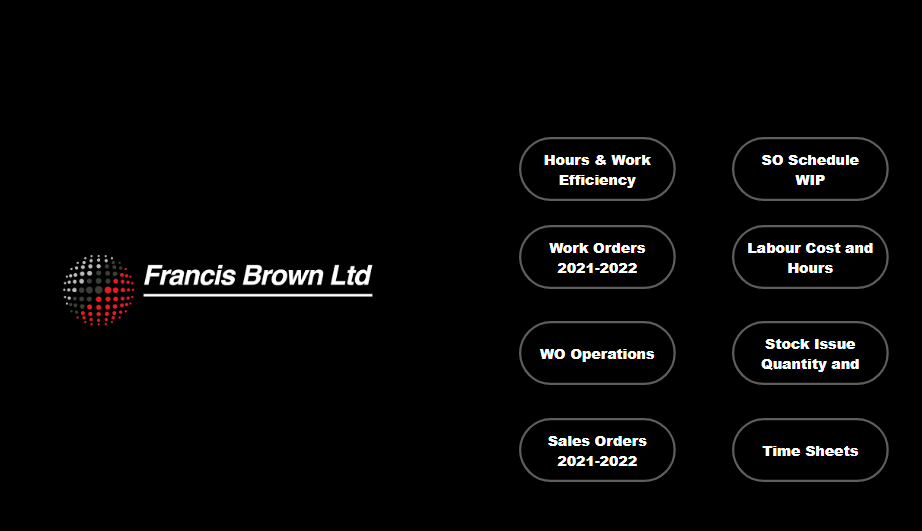 Francis Brown Ltd
Hours & Work
Efficiency
SO Schedule
WIP
Work Orders
2021-2022
Labour Cost and
Hours
WO Operations
Stock Issue
Quantity and
Sales Orders
2021-2022
Time Sheets